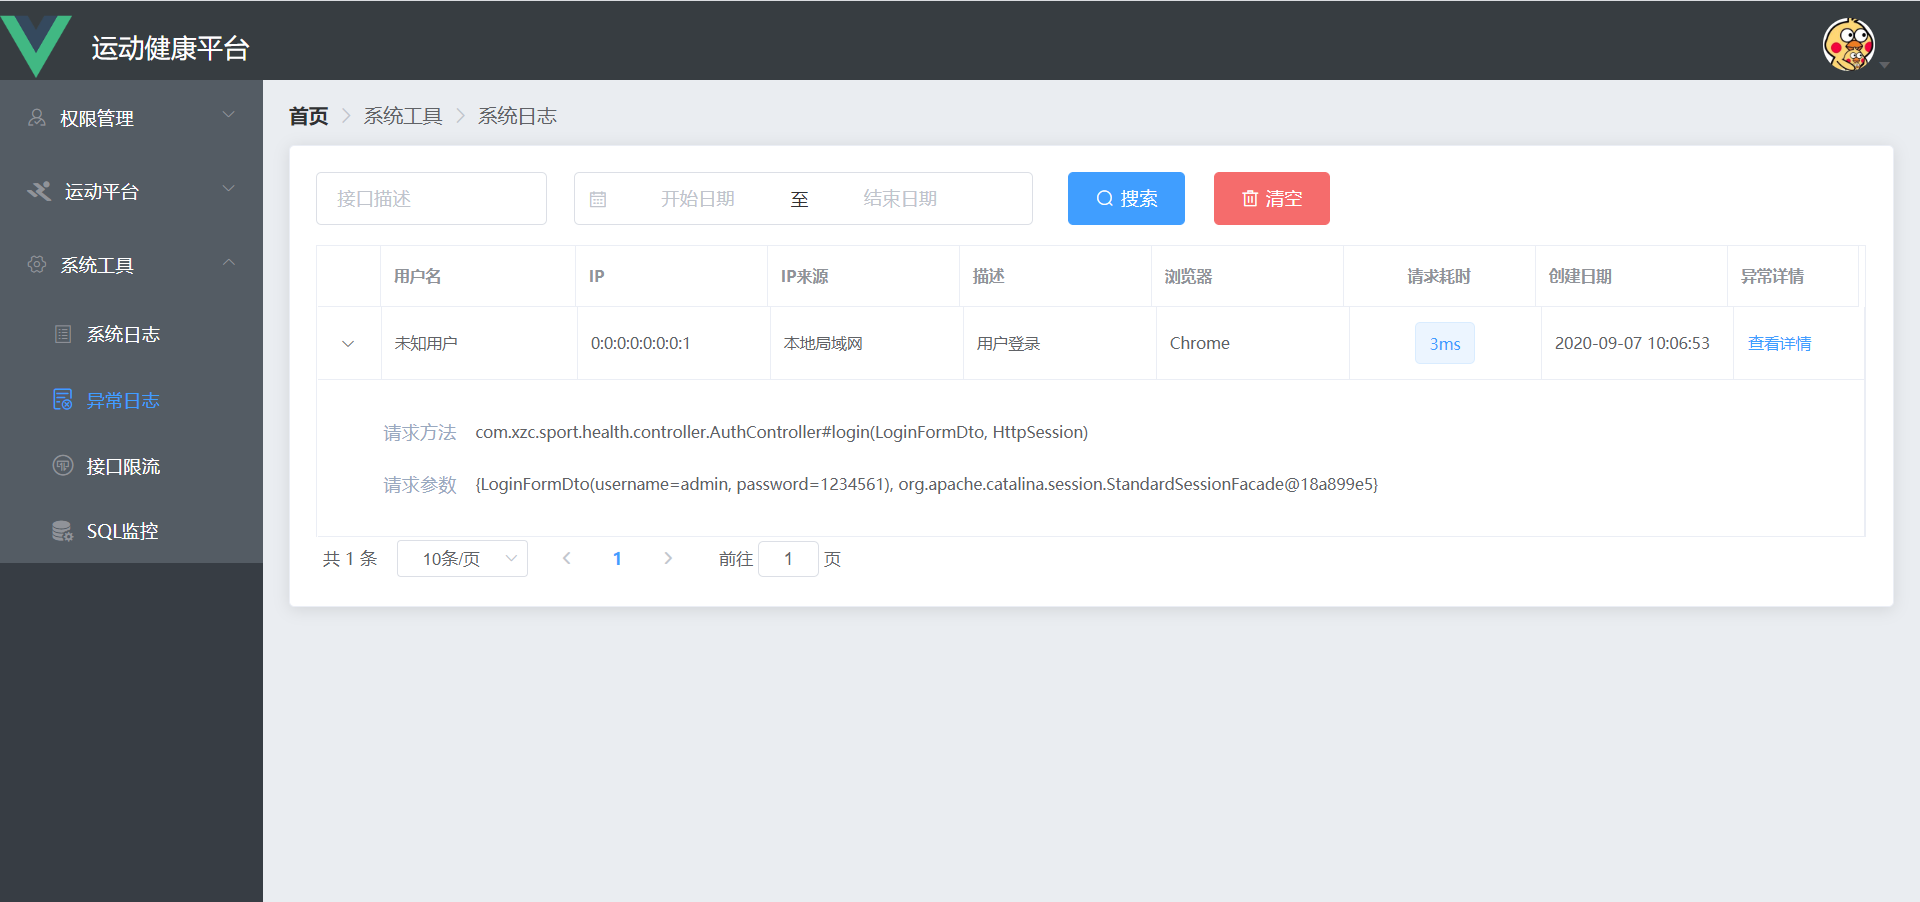 运动健康平台
权限管理
运动平台
系统工具
系统日志
异常日志
接口限流
SQL监控
首页 系统工具 系统日志
接口描述 开始日期 至 结束日期 搜索 清空
用户名 IP IP来源 描述 浏览器 请求耗时 创建日期 异常详情
未知用户 0:0:0:0:0:0:0:1 本地局域网 用户登录 Chrome 3ms 2020-09-07 10:06:53 查看详情
请求方法 com.xzc.sport.health.controller.AuthController#login(LoginFormDto, HttpSession)
请求参数 {LoginFormDto(username=admin, password=1234561), org.apache.catalina.session.StandardSessionFacade@18a899e5}
共 1 条 10条/页 1 前往 1 页